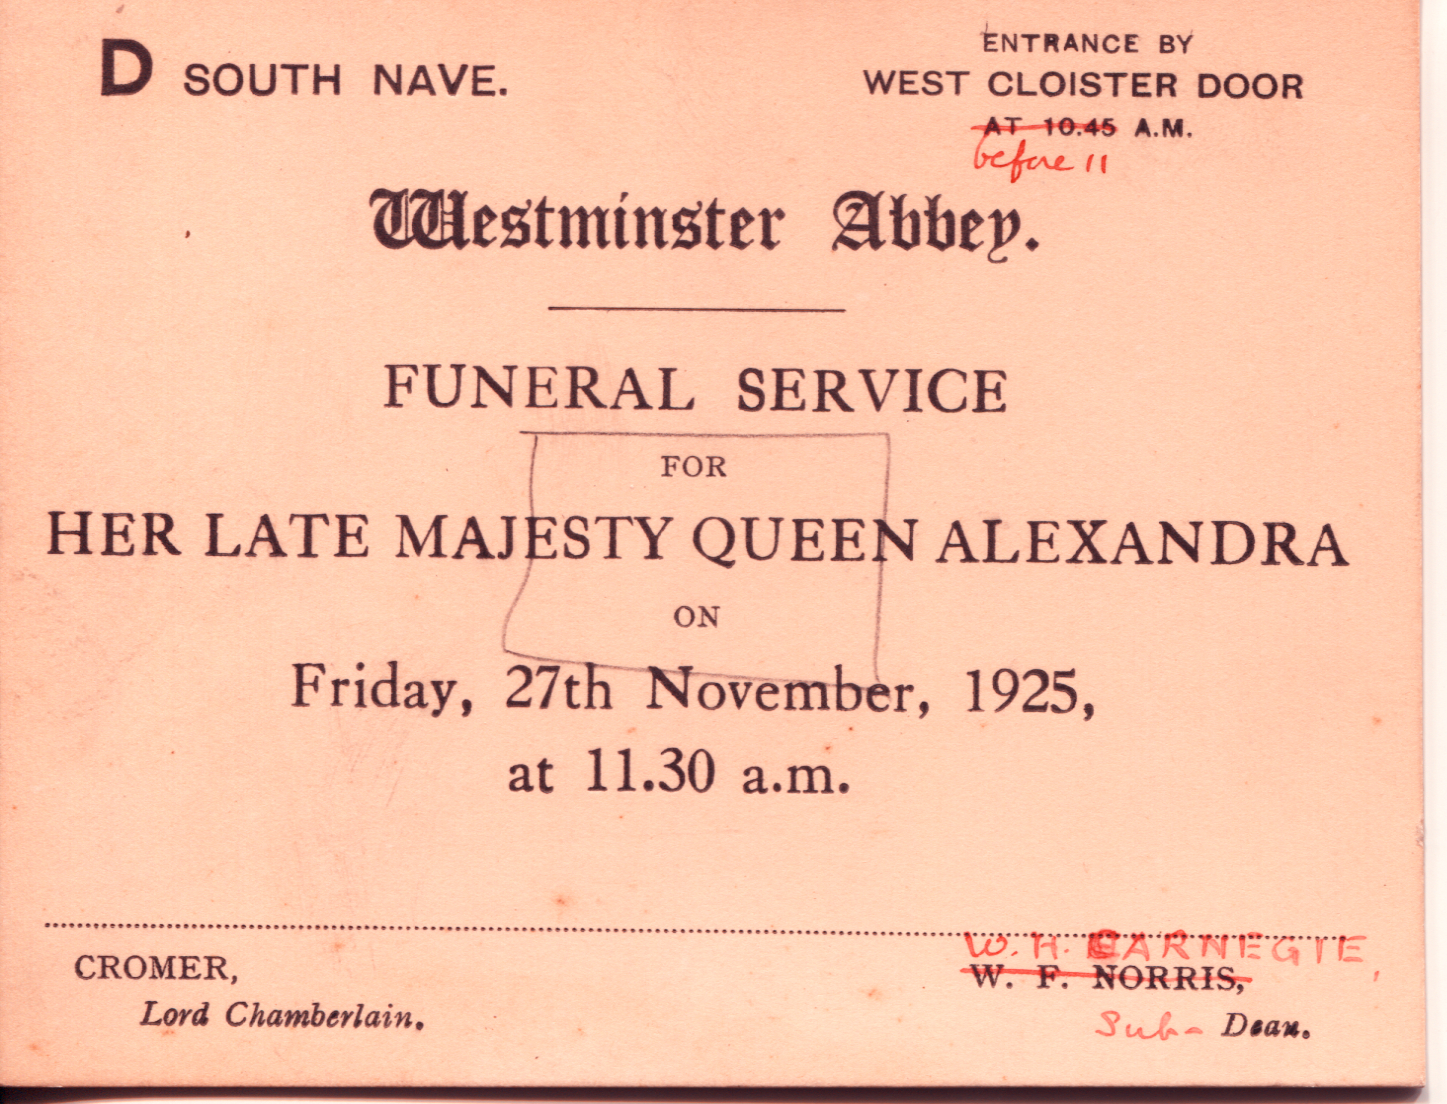 D SOUTH NAVE.
ENTRANCE BY
WEST CLOISTER DOOR
AT 10.45 A.M.
before 11
Westminster Abbey.
FUNERAL SERVICE
FOR
HER LATE MAJESTY QUEEN ALEXANDRA
ON
Friday, 27th November, 1925,
at 11.30 a.m.
CROMER,
Lord Chamberlain.
W. H. CARNEGIE,
W. F. NORRIS,
Sub- Dean.